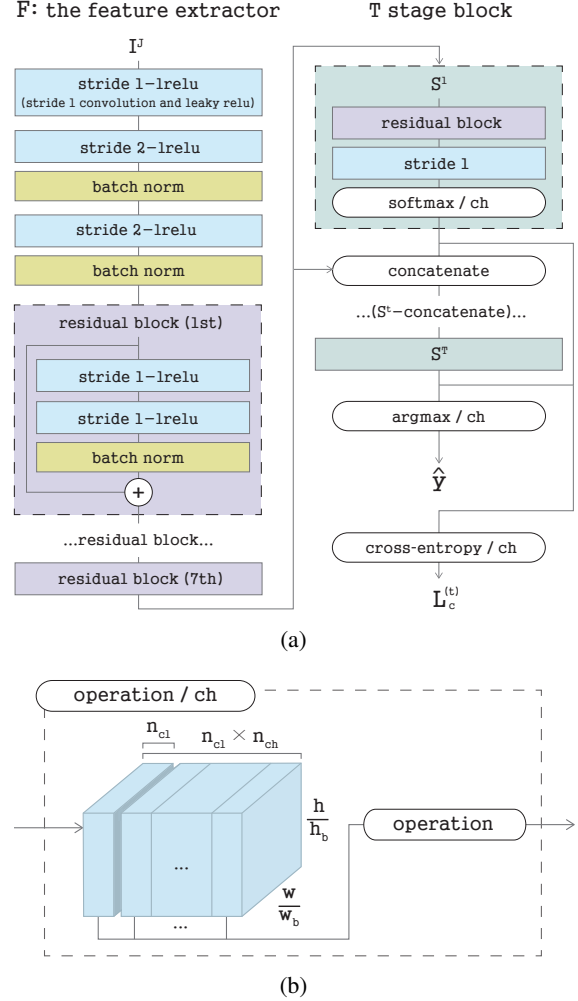 F: the feature extractor
I^J
stride 1-lrelu
(stride 1 convolution and leaky relu)
stride 2-lrelu
batch norm
stride 2-lrelu
batch norm
residual block (1st)
stride 1-lrelu
stride 1-lrelu
batch norm
+
...residual block...
residual block (7th)
T stage block
S^1
residual block
stride 1
softmax / ch
concatenate
...(S^t-concatenate)...
S^T
argmax / ch
ŷ
cross-entropy / ch
L_c^(t)
(a)
operation / ch
n_cl
n_cl × n_ch
h
h_b
w
w_b
...
...
operation
(b)